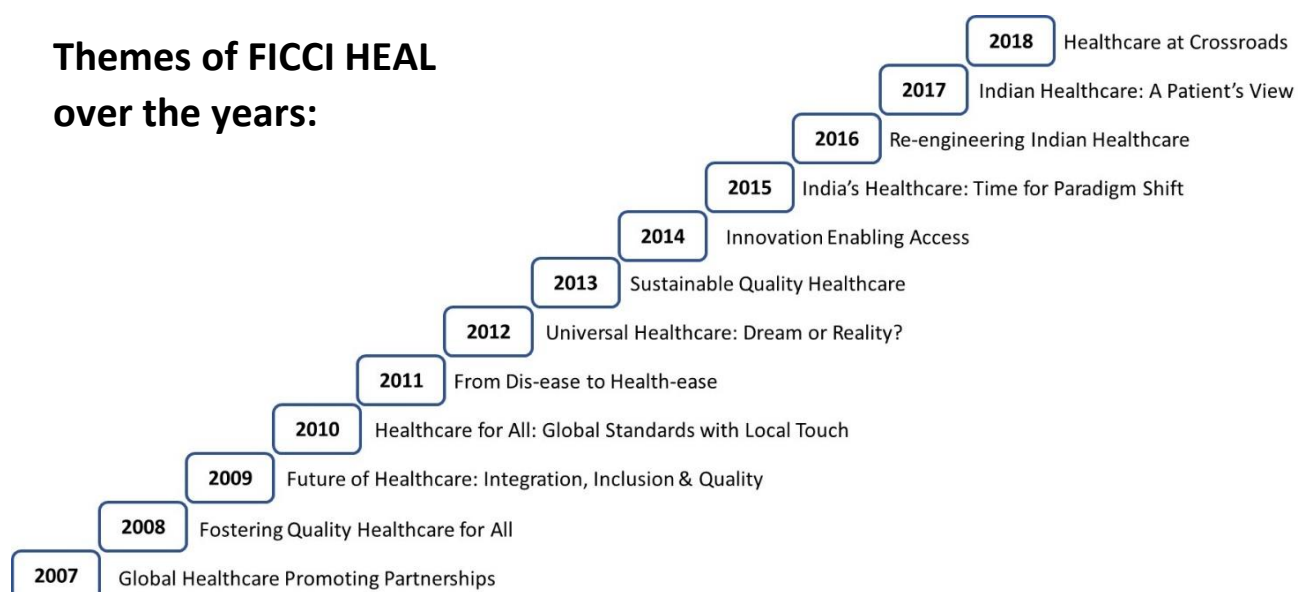 Themes of FICCI HEAL
over the years:
2018 Healthcare at Crossroads
2017 Indian Healthcare: A Patient’s View
2016 Re-engineering Indian Healthcare
2015 India’s Healthcare: Time for Paradigm Shift
2014 Innovation Enabling Access
2013 Sustainable Quality Healthcare
2012 Universal Healthcare: Dream or Reality?
2011 From Dis-ease to Health-ease
2010 Healthcare for All: Global Standards with Local Touch
2009 Future of Healthcare: Integration, Inclusion & Quality
2008 Fostering Quality Healthcare for All
2007 Global Healthcare Promoting Partnerships